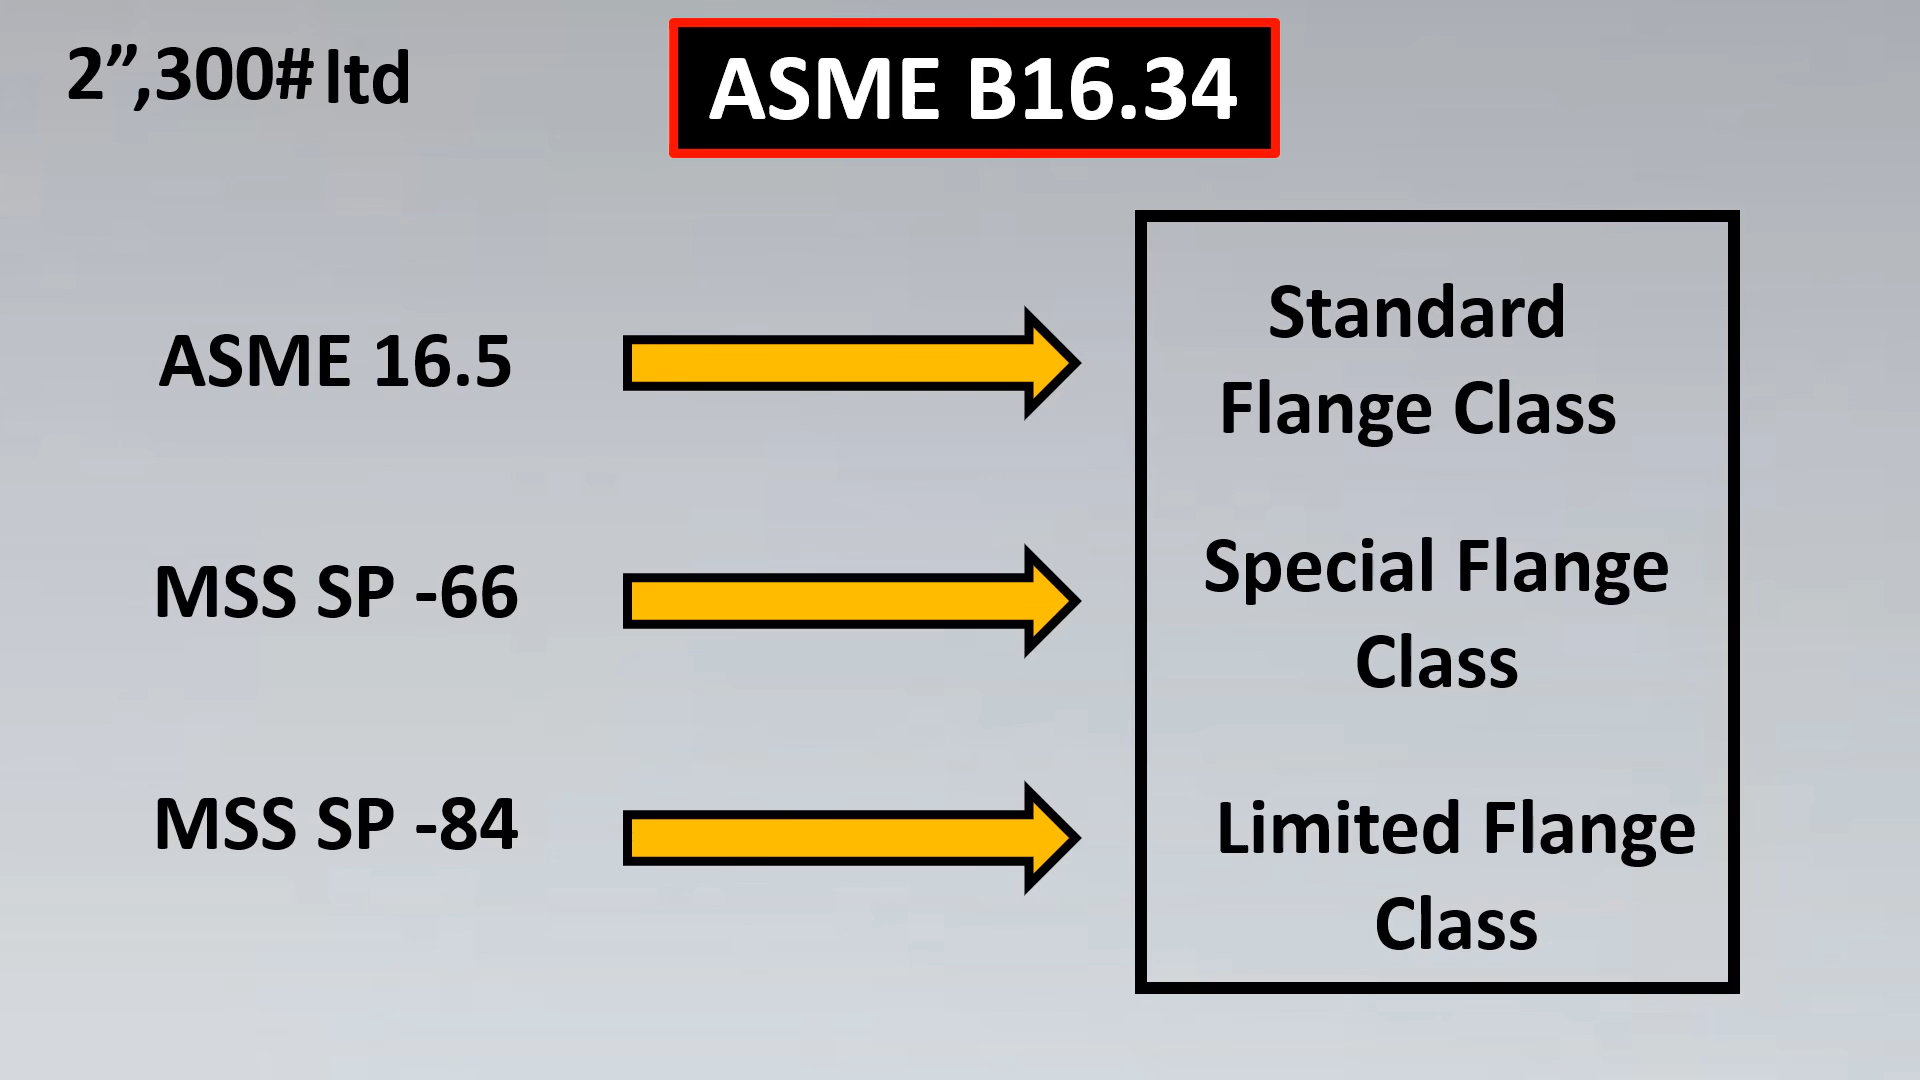 2”,300# ltd
ASME B16.34
ASME 16.5
Standard
Flange Class
MSS SP -66
Special Flange
Class
MSS SP -84
Limited Flange
Class